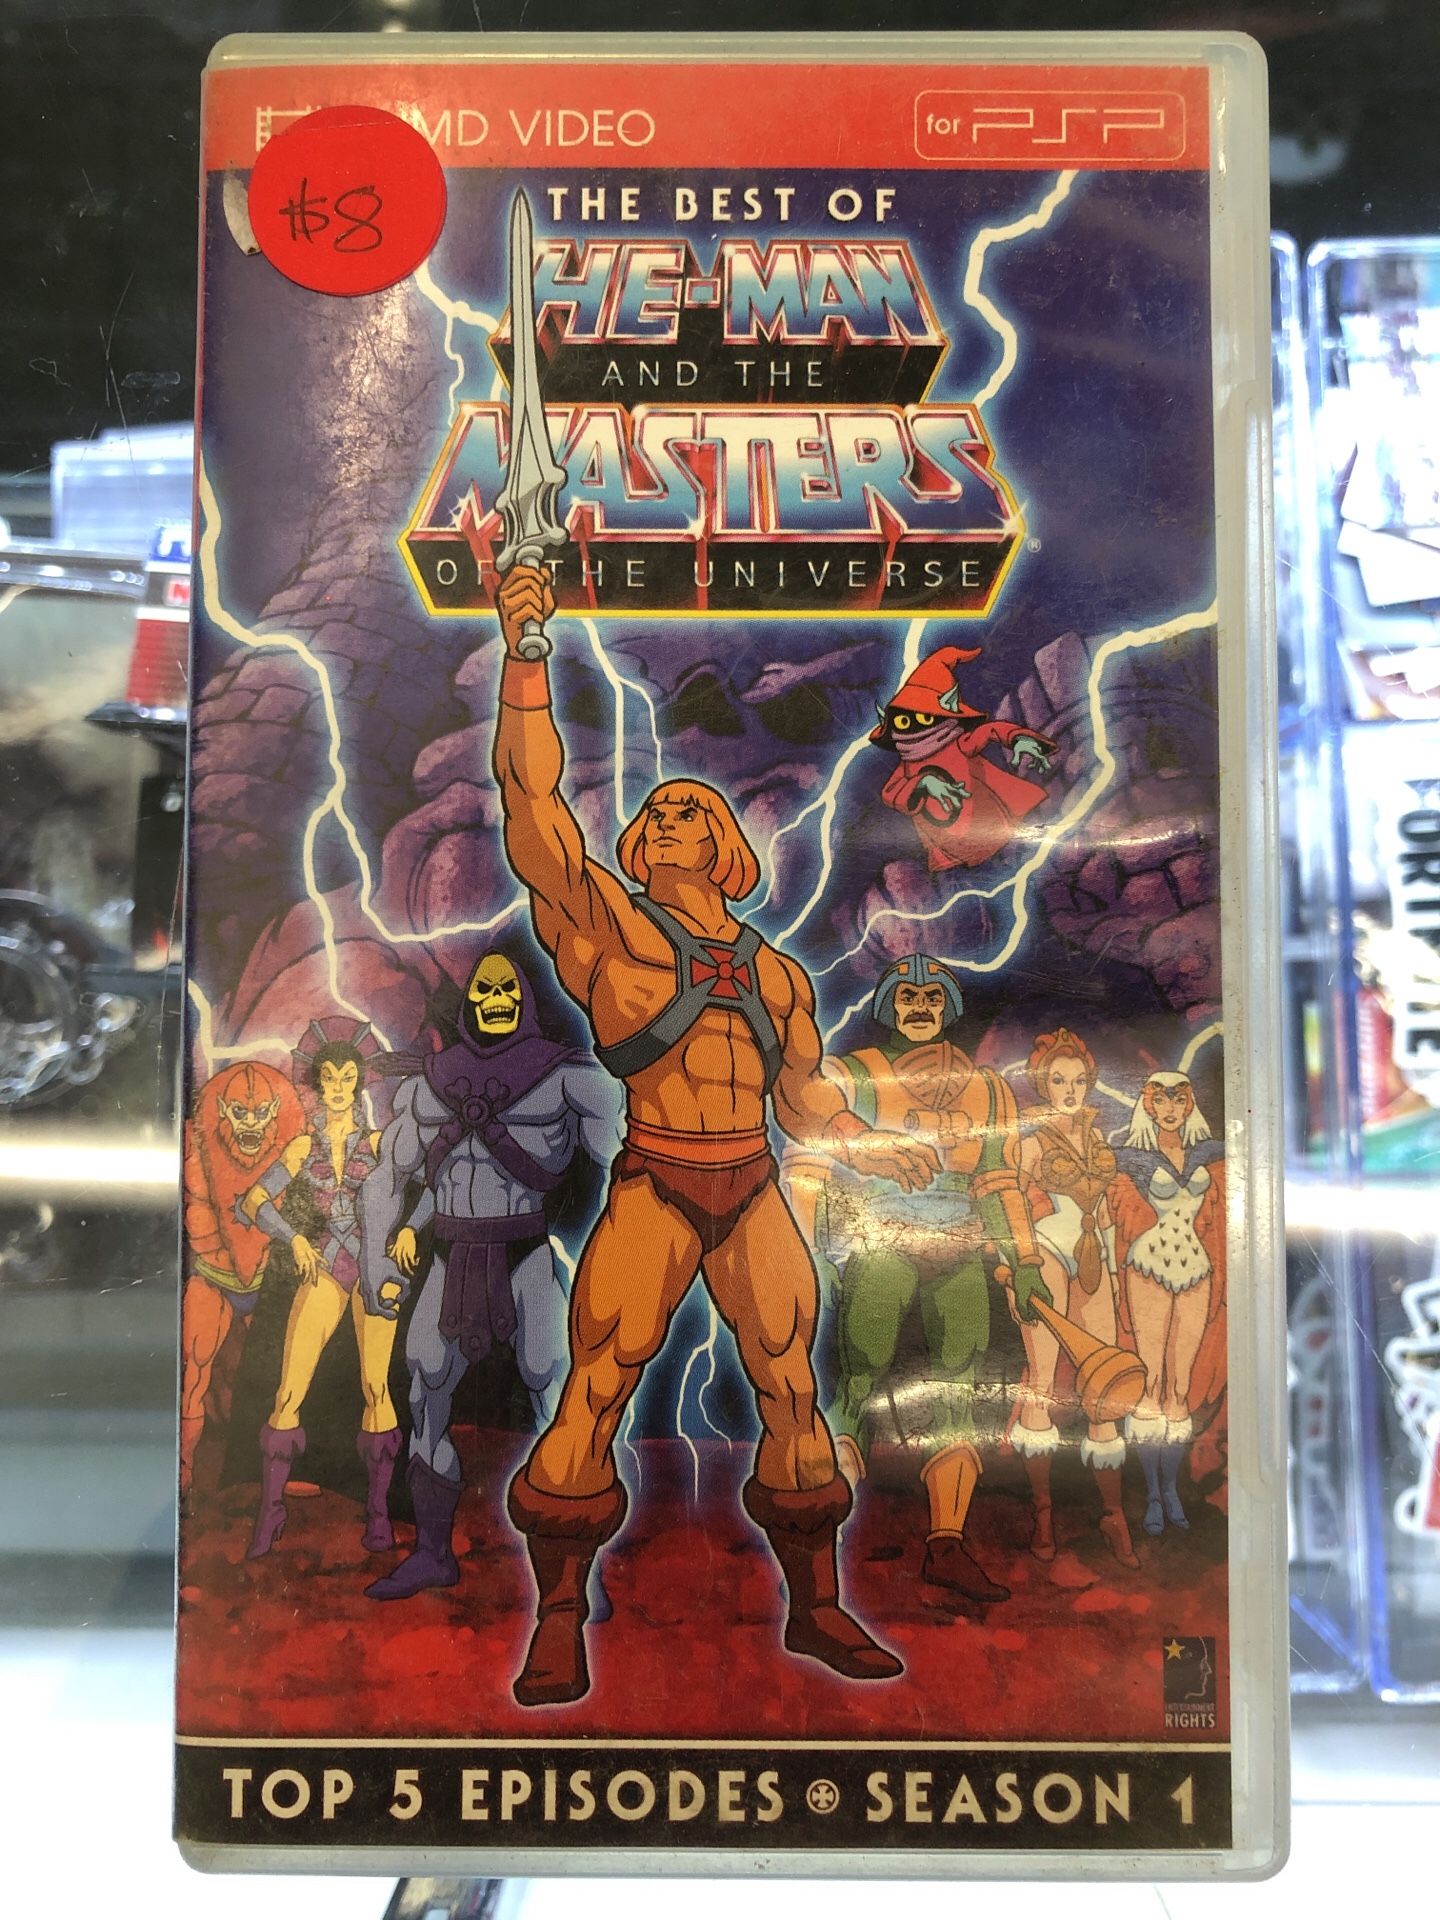 MD VIDEO
for PSP
$8
THE BEST OF
HE-MAN
AND THE
MASTERS
OF THE UNIVERSE
®
ENTERTAINMENT
RIGHTS
TOP 5 EPISODES SEASON 1